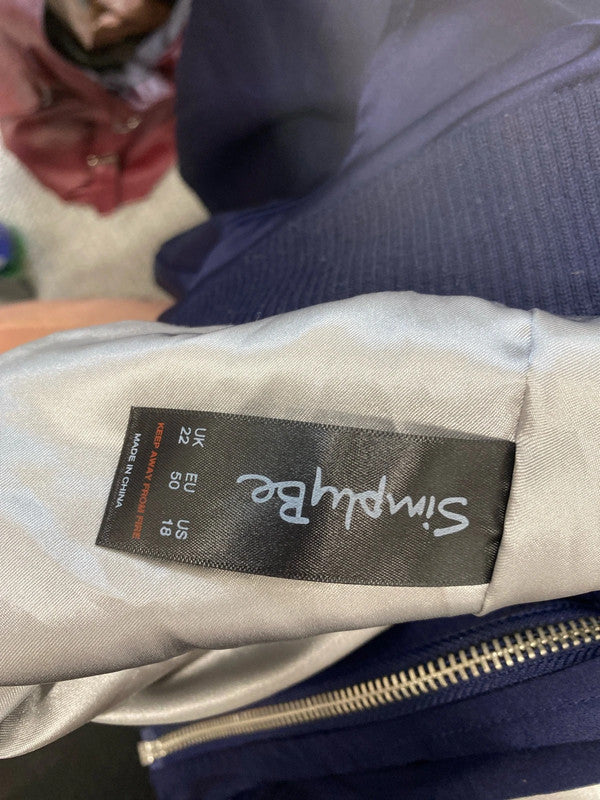 SimplyBe
UK EU US
22 50 18
KEEP AWAY FROM FIRE
MADE IN CHINA